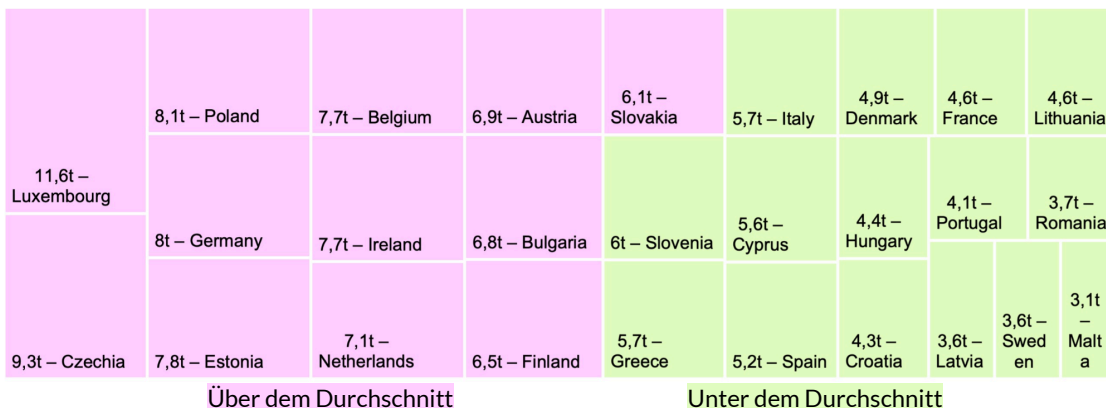 11,6t –
Luxembourg
9,3t – Czechia
8,1t – Poland
8t – Germany
7,8t – Estonia
7,7t – Belgium
7,7t – Ireland
7,1t –
Netherlands
6,9t – Austria
6,8t – Bulgaria
6,5t – Finland
6,1t –
Slovakia
6t – Slovenia
5,7t –
Greece
5,7t – Italy
5,6t –
Cyprus
5,2t – Spain
4,9t –
Denmark
4,4t –
Hungary
4,3t –
Croatia
4,6t –
France
4,6t –
Lithuania
4,1t –
Portugal
3,7t –
Romania
3,6t –
Latvia
3,6t –
Swed
en
3,1t
–
Malt
a
Über dem Durchschnitt
Unter dem Durchschnitt